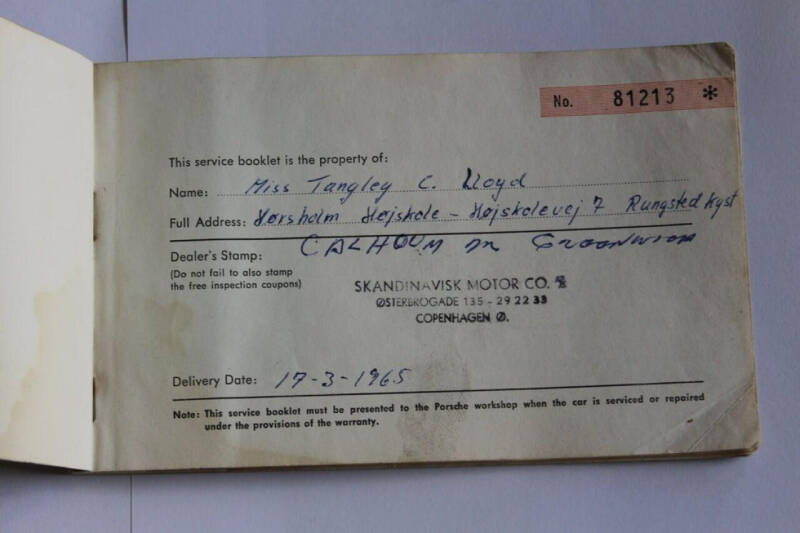 No. 81213 *
This service booklet is the property of:
Name: Miss Tangley C. Lloyd
Full Address: Hørsholm Højskole - Højskolevej 7 Rungsted Kyst
CALHOUM DR
Dealer's Stamp:
(Do not fail to also stamp
the free inspection coupons)
SKANDINAVISK MOTOR CO. %
ØSTERBROGADE 135 - 29 22 33
COPENHAGEN Ø.
Delivery Date: 17-3-1965
Note: This service booklet must be presented to the Porsche workshop when the car is serviced or repaired
under the provisions of the warranty.